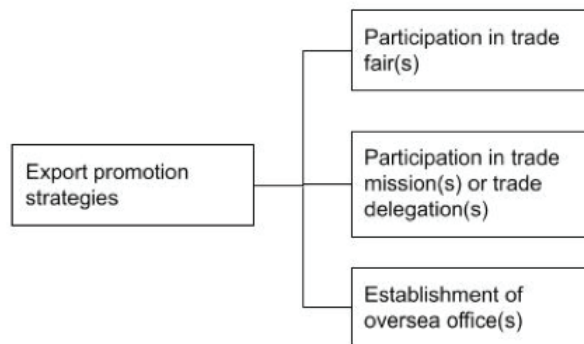 Participation in trade
fair(s)
Export promotion
strategies
Participation in trade
mission(s) or trade
delegation(s)
Establishment of
oversea office(s)